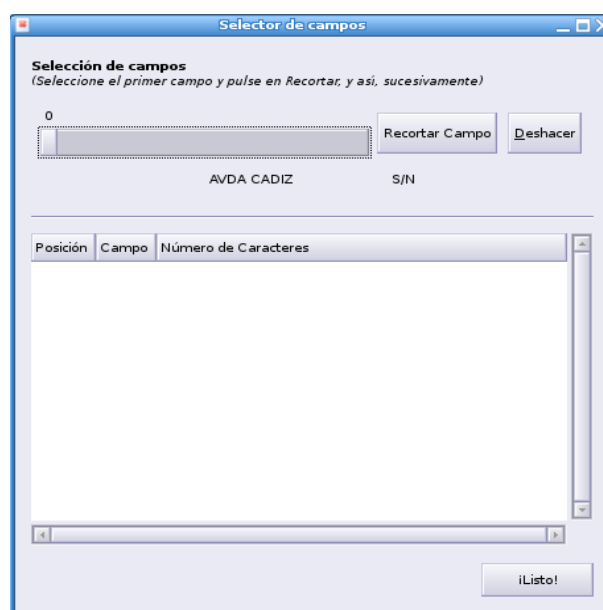 Selector de campos
Selección de campos
(Seleccione el primer campo y pulse en Recortar, y así, sucesivamente)
0
Recortar Campo
Deshacer
AVDA CADIZ S/N
Posición Campo Número de Caracteres
¡Listo!